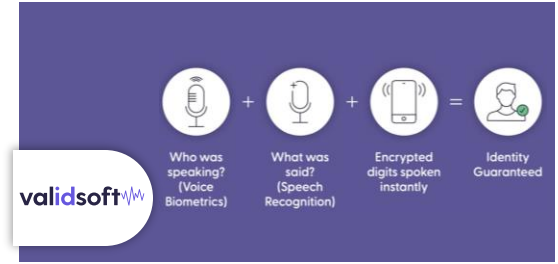 +
+
=
Who was
speaking?
(Voice
Biometrics)
What was
said?
(Speech
Recognition)
Encrypted
digits spoken
instantly
Identity
Guaranteed
validsoft